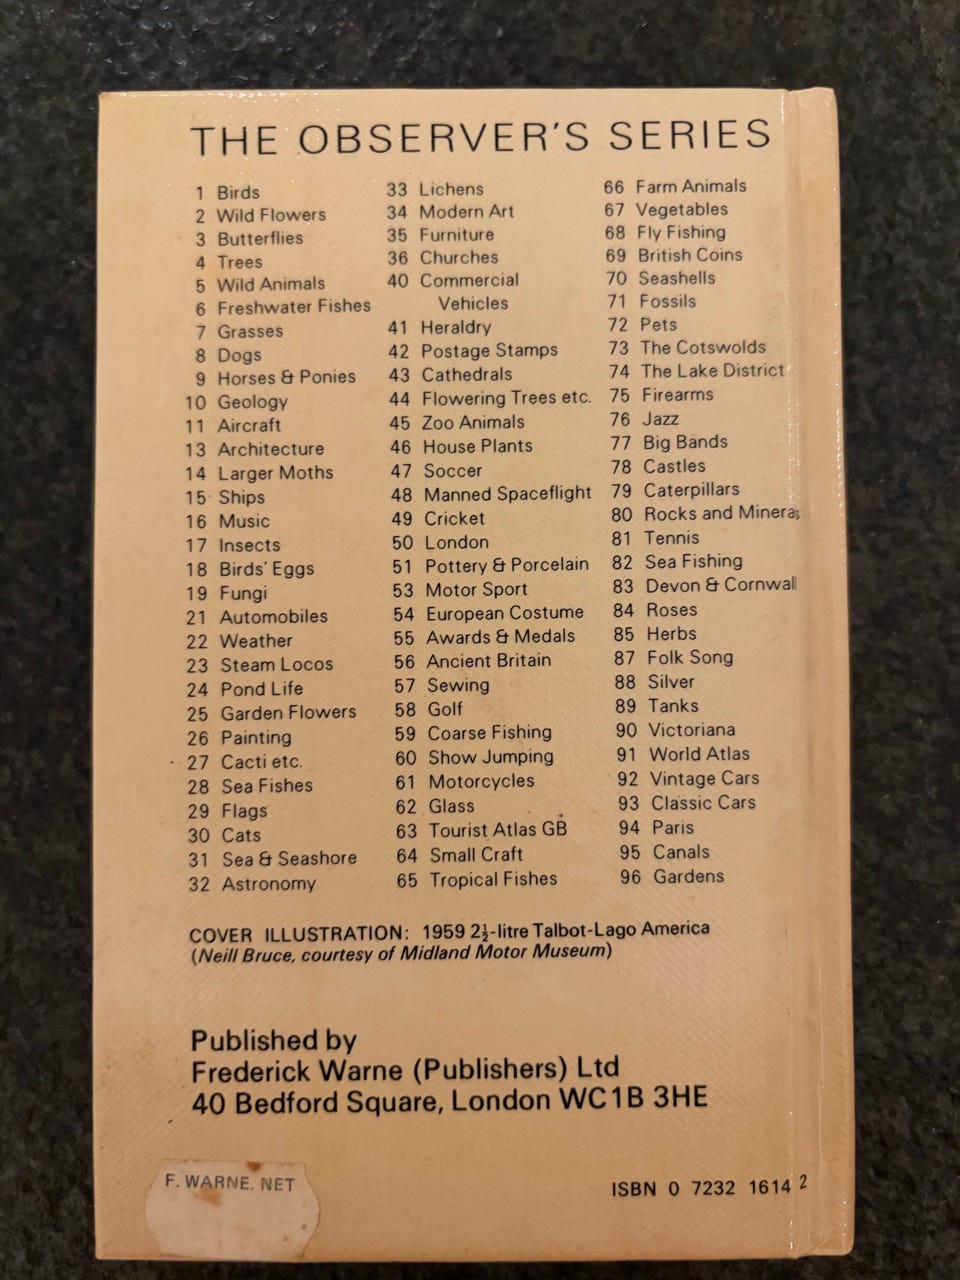 THE OBSERVER'S SERIES
1 Birds
2 Wild Flowers
3 Butterflies
4 Trees
5 Wild Animals
6 Freshwater Fishes
7 Grasses
8 Dogs
9 Horses & Ponies
10 Geology
11 Aircraft
13 Architecture
14 Larger Moths
15 Ships
16 Music
17 Insects
18 Birds' Eggs
19 Fungi
21 Automobiles
22 Weather
23 Steam Locos
24 Pond Life
25 Garden Flowers
26 Painting
27 Cacti etc.
28 Sea Fishes
29 Flags
30 Cats
31 Sea & Seashore
32 Astronomy
33 Lichens
34 Modern Art
35 Furniture
36 Churches
40 Commercial
Vehicles
41 Heraldry
42 Postage Stamps
43 Cathedrals
44 Flowering Trees etc.
45 Zoo Animals
46 House Plants
47 Soccer
48 Manned Spaceflight
49 Cricket
50 London
51 Pottery & Porcelain
53 Motor Sport
54 European Costume
55 Awards & Medals
56 Ancient Britain
57 Sewing
58 Golf
59 Coarse Fishing
60 Show Jumping
61 Motorcycles
62 Glass
63 Tourist Atlas GB
64 Small Craft
65 Tropical Fishes
66 Farm Animals
67 Vegetables
68 Fly Fishing
69 British Coins
70 Seashells
71 Fossils
72 Pets
73 The Cotswolds
74 The Lake District
75 Firearms
76 Jazz
77 Big Bands
78 Castles
79 Caterpillars
80 Rocks and Minerals
81 Tennis
82 Sea Fishing
83 Devon & Cornwall
84 Roses
85 Herbs
87 Folk Song
88 Silver
89 Tanks
90 Victoriana
91 World Atlas
92 Vintage Cars
93 Classic Cars
94 Paris
95 Canals
96 Gardens
COVER ILLUSTRATION: 1959 2½-litre Talbot-Lago America
(Neill Bruce, courtesy of Midland Motor Museum)
Published by
Frederick Warne (Publishers) Ltd
40 Bedford Square, London WC1B 3HE
F. WARNE. NET
ISBN 0 7232 1614 2